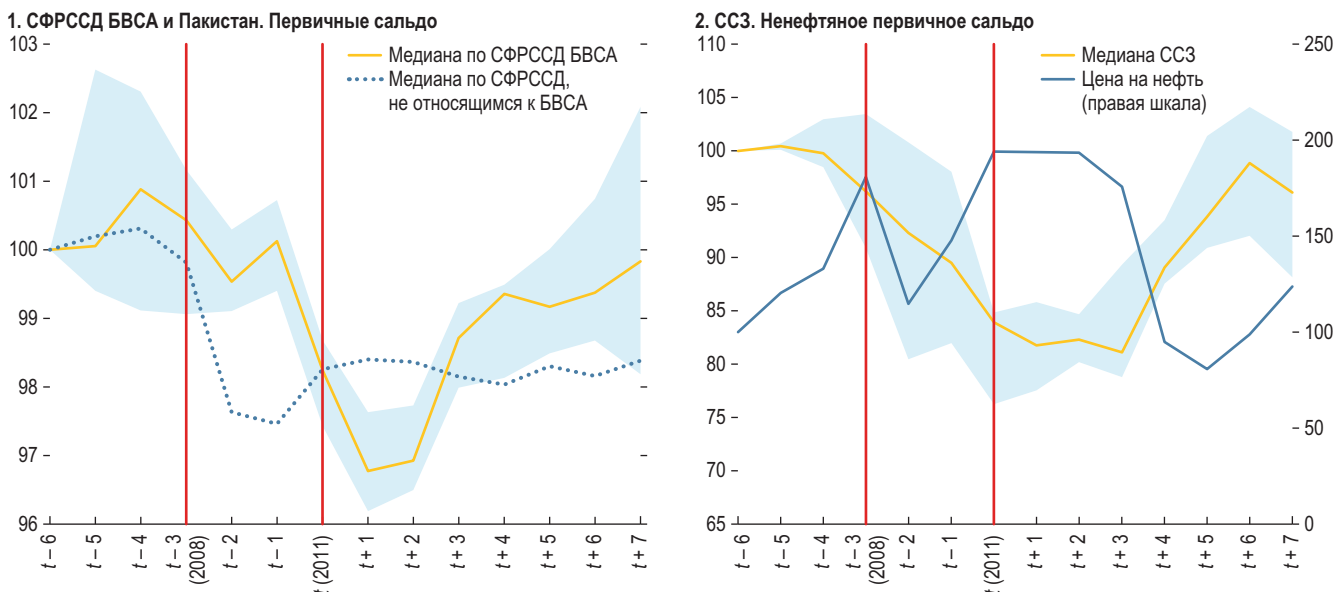 1. СФРССД БВСА и Пакистан. Первичные сальдо
103
102
101
100
99
98
97
96
Медиана по СФРССД БВСА
Медиана по СФРССД,
не относящимся к БВСА
t – 6
t – 5
t – 4
t – 3
(2008)
t – 2
t – 1
* (2011)
t + 1
t + 2
t + 3
t + 4
t + 5
t + 6
t + 7
2. ССЗ. Ненефтяное первичное сальдо
110
105
100
95
90
85
80
75
70
65
Медиана ССЗ
Цена на нефть
(правая шкала)
250
200
150
100
50
0
t – 6
t – 5
t – 4
t – 3
(2008)
t – 2
t – 1
* (2011)
t + 1
t + 2
t + 3
t + 4
t + 5
t + 6
t + 7